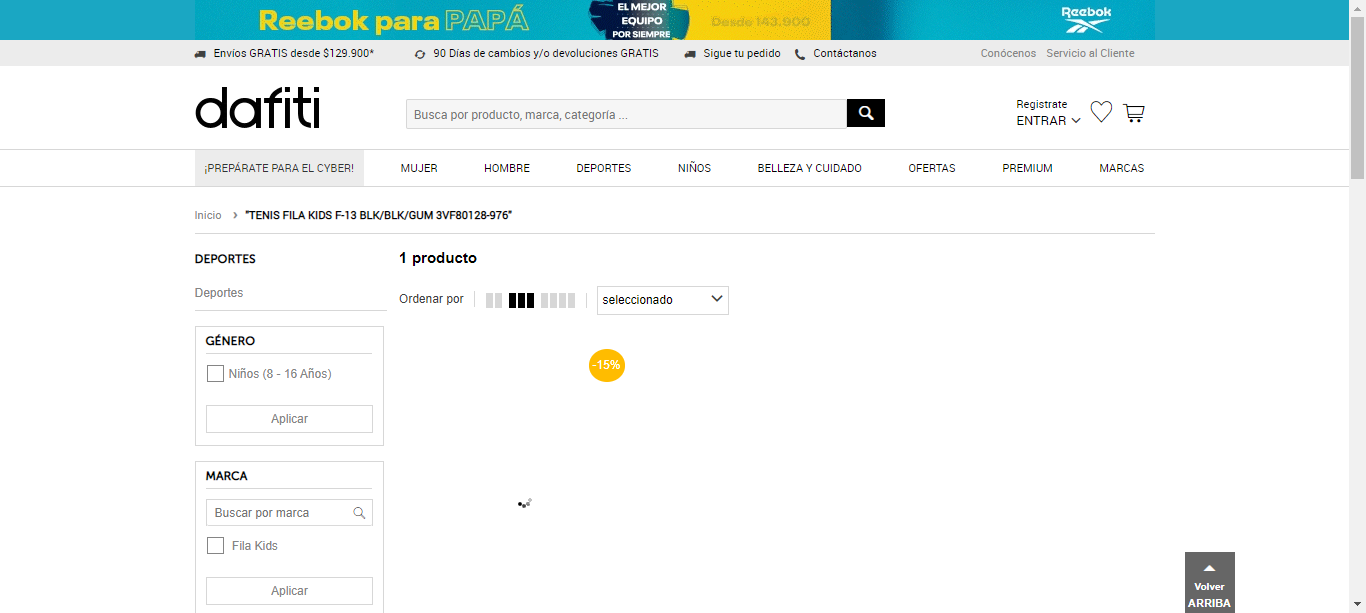 Reebok para PAPÁ
EL MEJOR
EQUIPO
POR SIEMPRE
Desde 143.900
Reebok
Envíos GRATIS desde $129.900*
90 Días de cambios y/o devoluciones GRATIS
Sigue tu pedido
Contáctanos
Conócenos
Servicio al Cliente
dafiti
Busca por producto, marca, categoría ...
Registrate
ENTRAR
¡PREPÁRATE PARA EL CYBER!
MUJER
HOMBRE
DEPORTES
NIÑOS
BELLEZA Y CUIDADO
OFERTAS
PREMIUM
MARCAS
Inicio › "TENIS FILA KIDS F-13 BLK/BLK/GUM 3VF80128-976"
DEPORTES
Deportes
GÉNERO
Niños (8 - 16 Años)
Aplicar
MARCA
Buscar por marca
Fila Kids
Aplicar
1 producto
Ordenar por
seleccionado
-15%
Volver
ARRIBA